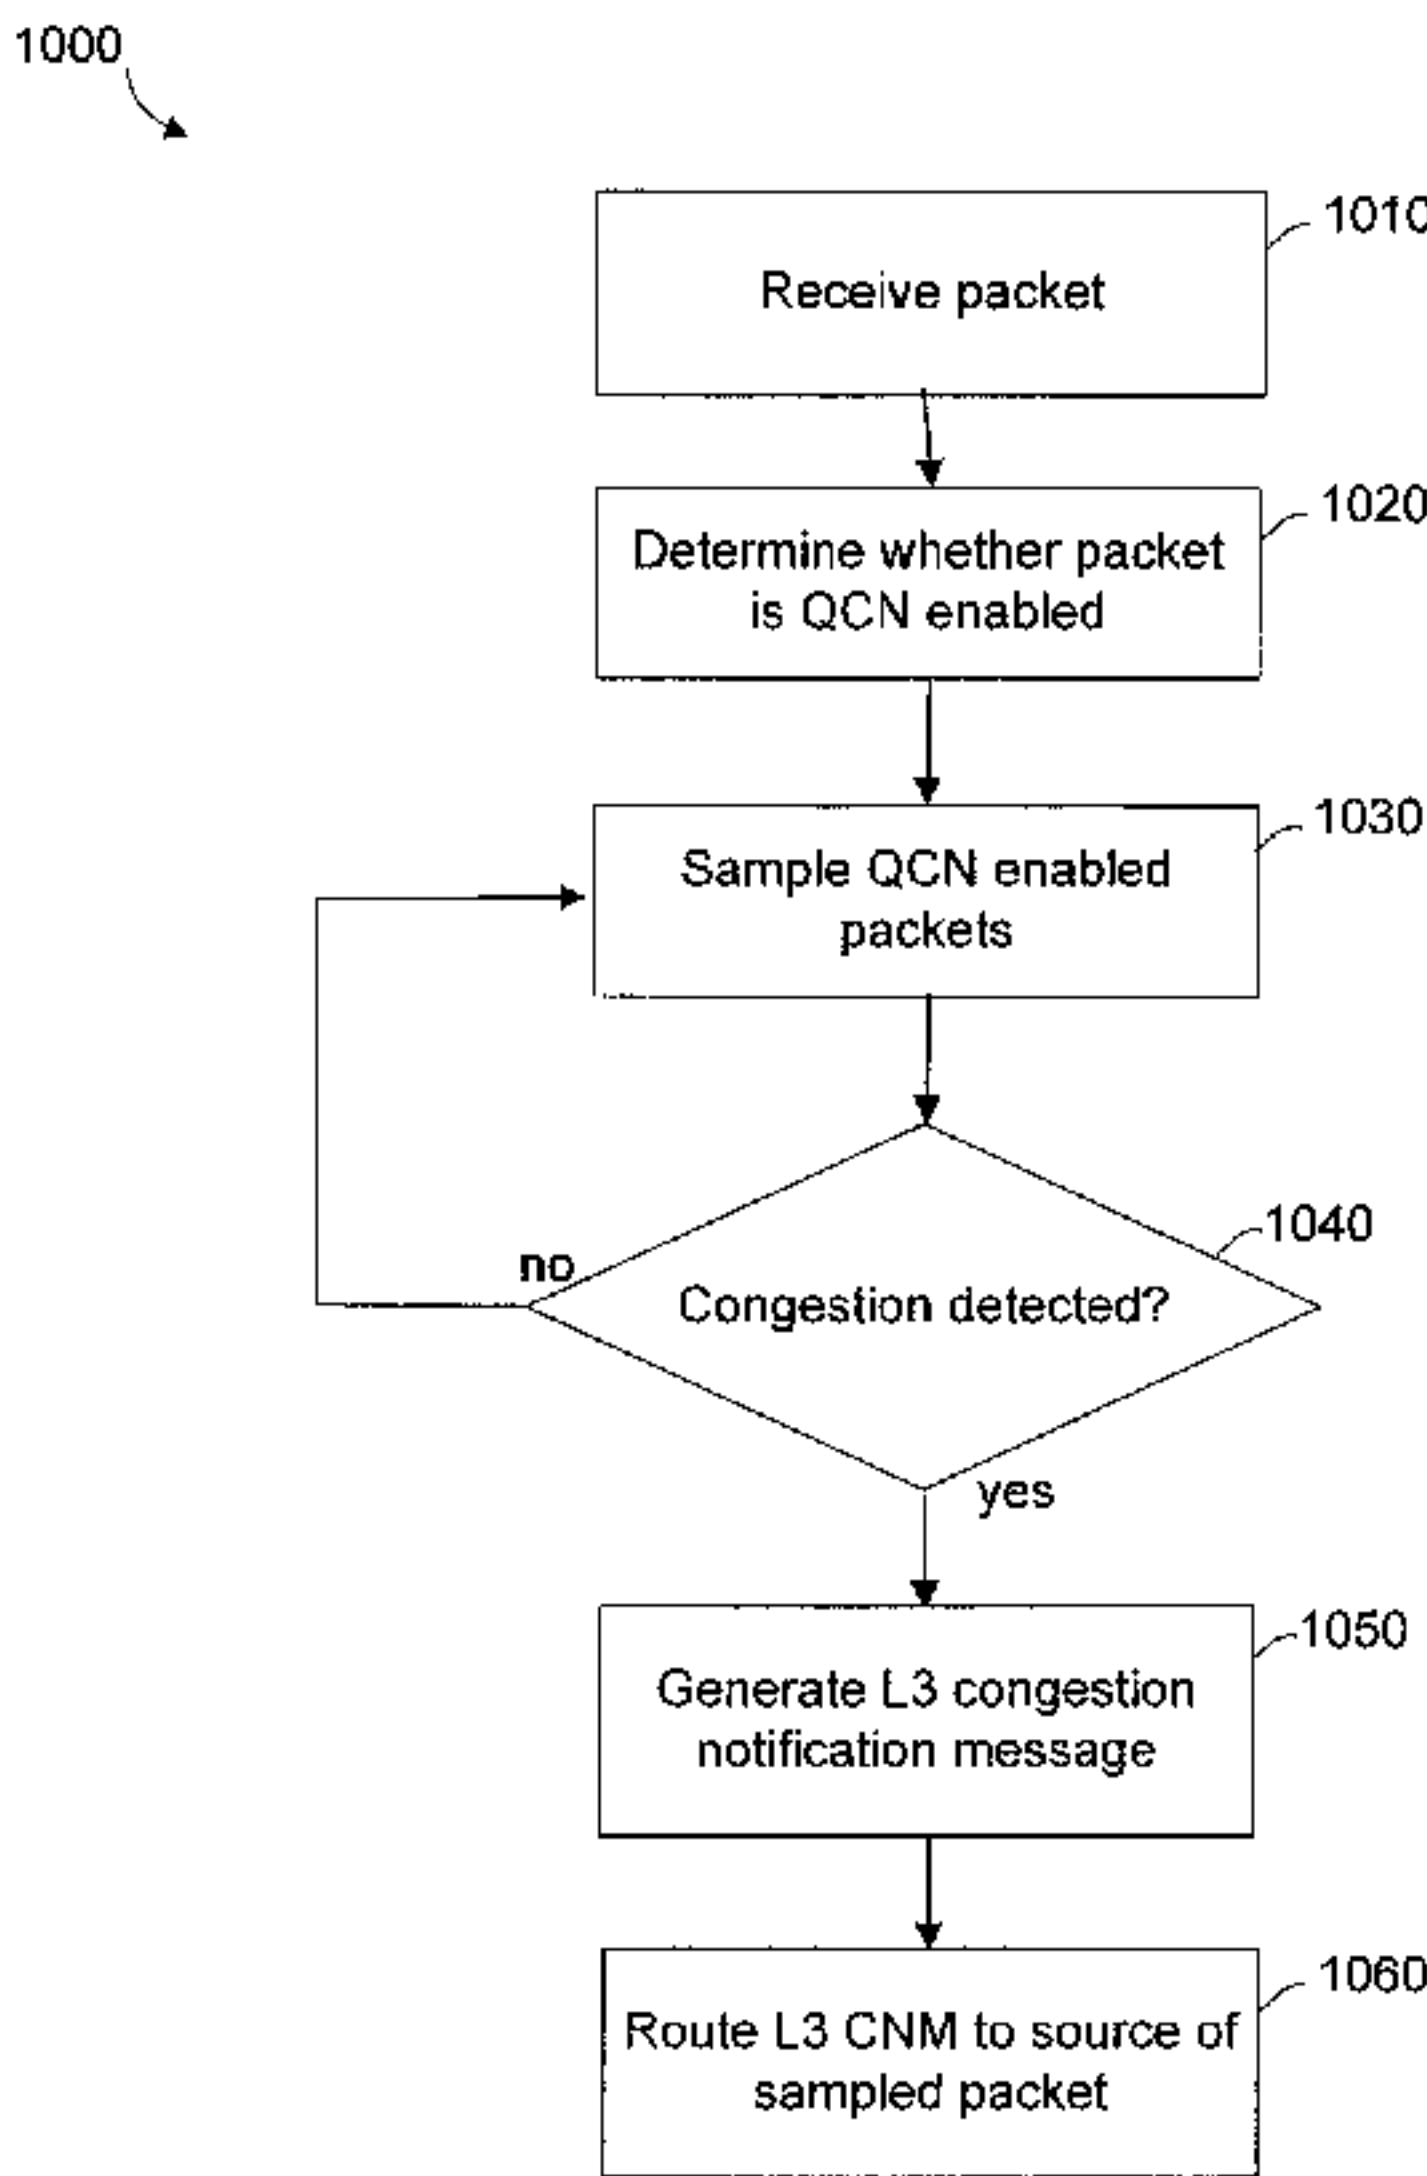 1000
1010
Receive packet
1020
Determine whether packet
is QCN enabled
1030
Sample QCN enabled
packets
1040
no
Congestion detected?
yes
1050
Generate L3 congestion
notification message
1060
Route L3 CNM to source of
sampled packet